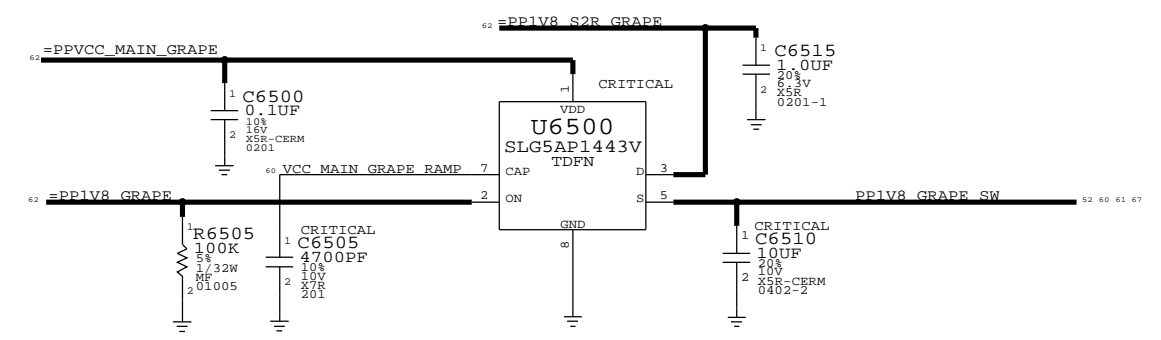 62 =PP1V8_S2R_GRAPE
62 =PPVCC_MAIN_GRAPE
1 C6500
0.1UF
10%
16V
2 X5R-CERM
0201
1 C6515
1.0UF
20%
6.3V
2 X5R
0201-1
CRITICAL
1
VDD
U6500
SLG5AP1443V
TDFN
60 VCC_MAIN_GRAPE_RAMP 7 CAP
D 3
62 =PP1V8_GRAPE 2 ON
S 5 PP1V8_GRAPE_SW 52 60 61 67
GND
8
1 R6505
100K
5%
1/32W
MF
2 01005
CRITICAL
1 C6505
4700PF
10%
10V
2 X7R
201
CRITICAL
1 C6510
10UF
20%
10V
2 X5R-CERM
0402-2